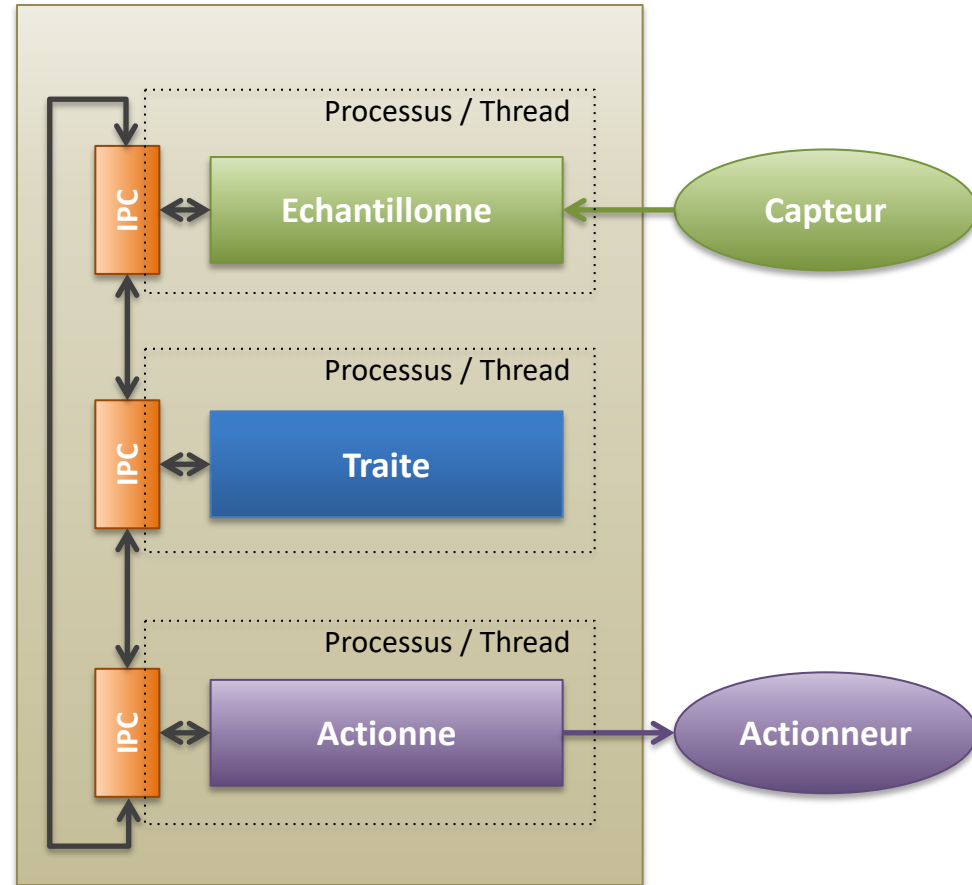 Processus / Thread
IPC
Echantillonne
Capteur
Processus / Thread
IPC
Traite
Processus / Thread
IPC
Actionne
Actionneur